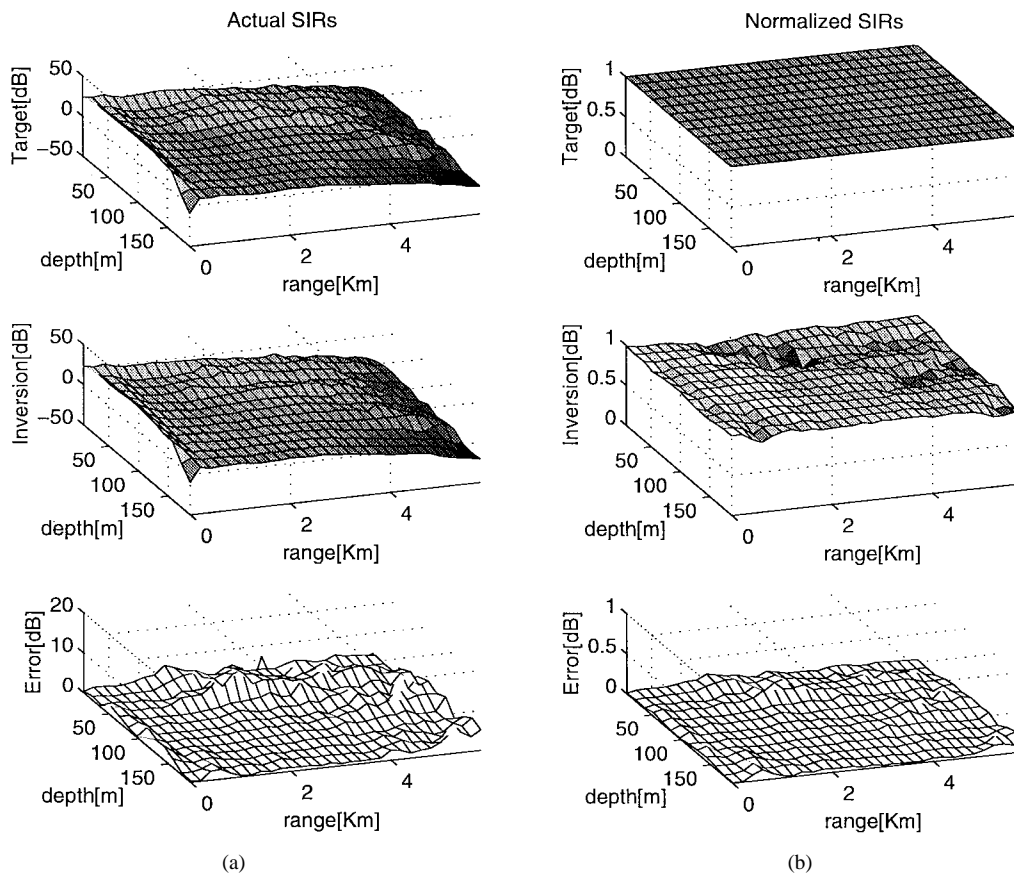 Actual SIRs
Normalized SIRs
Target[dB]
50
0
−50
50
100
150
depth[m]
0
2
4
range[Km]
Target[dB]
1
0.5
0
50
100
150
depth[m]
0
2
4
range[Km]
Inversion[dB]
50
0
−50
50
100
150
depth[m]
0
2
4
range[Km]
Inversion[dB]
1
0.5
0
50
100
150
depth[m]
0
2
4
range[Km]
Error[dB]
20
10
0
50
100
150
depth[m]
0
2
4
range[Km]
Error[dB]
1
0.5
0
50
100
150
depth[m]
0
2
4
range[Km]
(a)
(b)